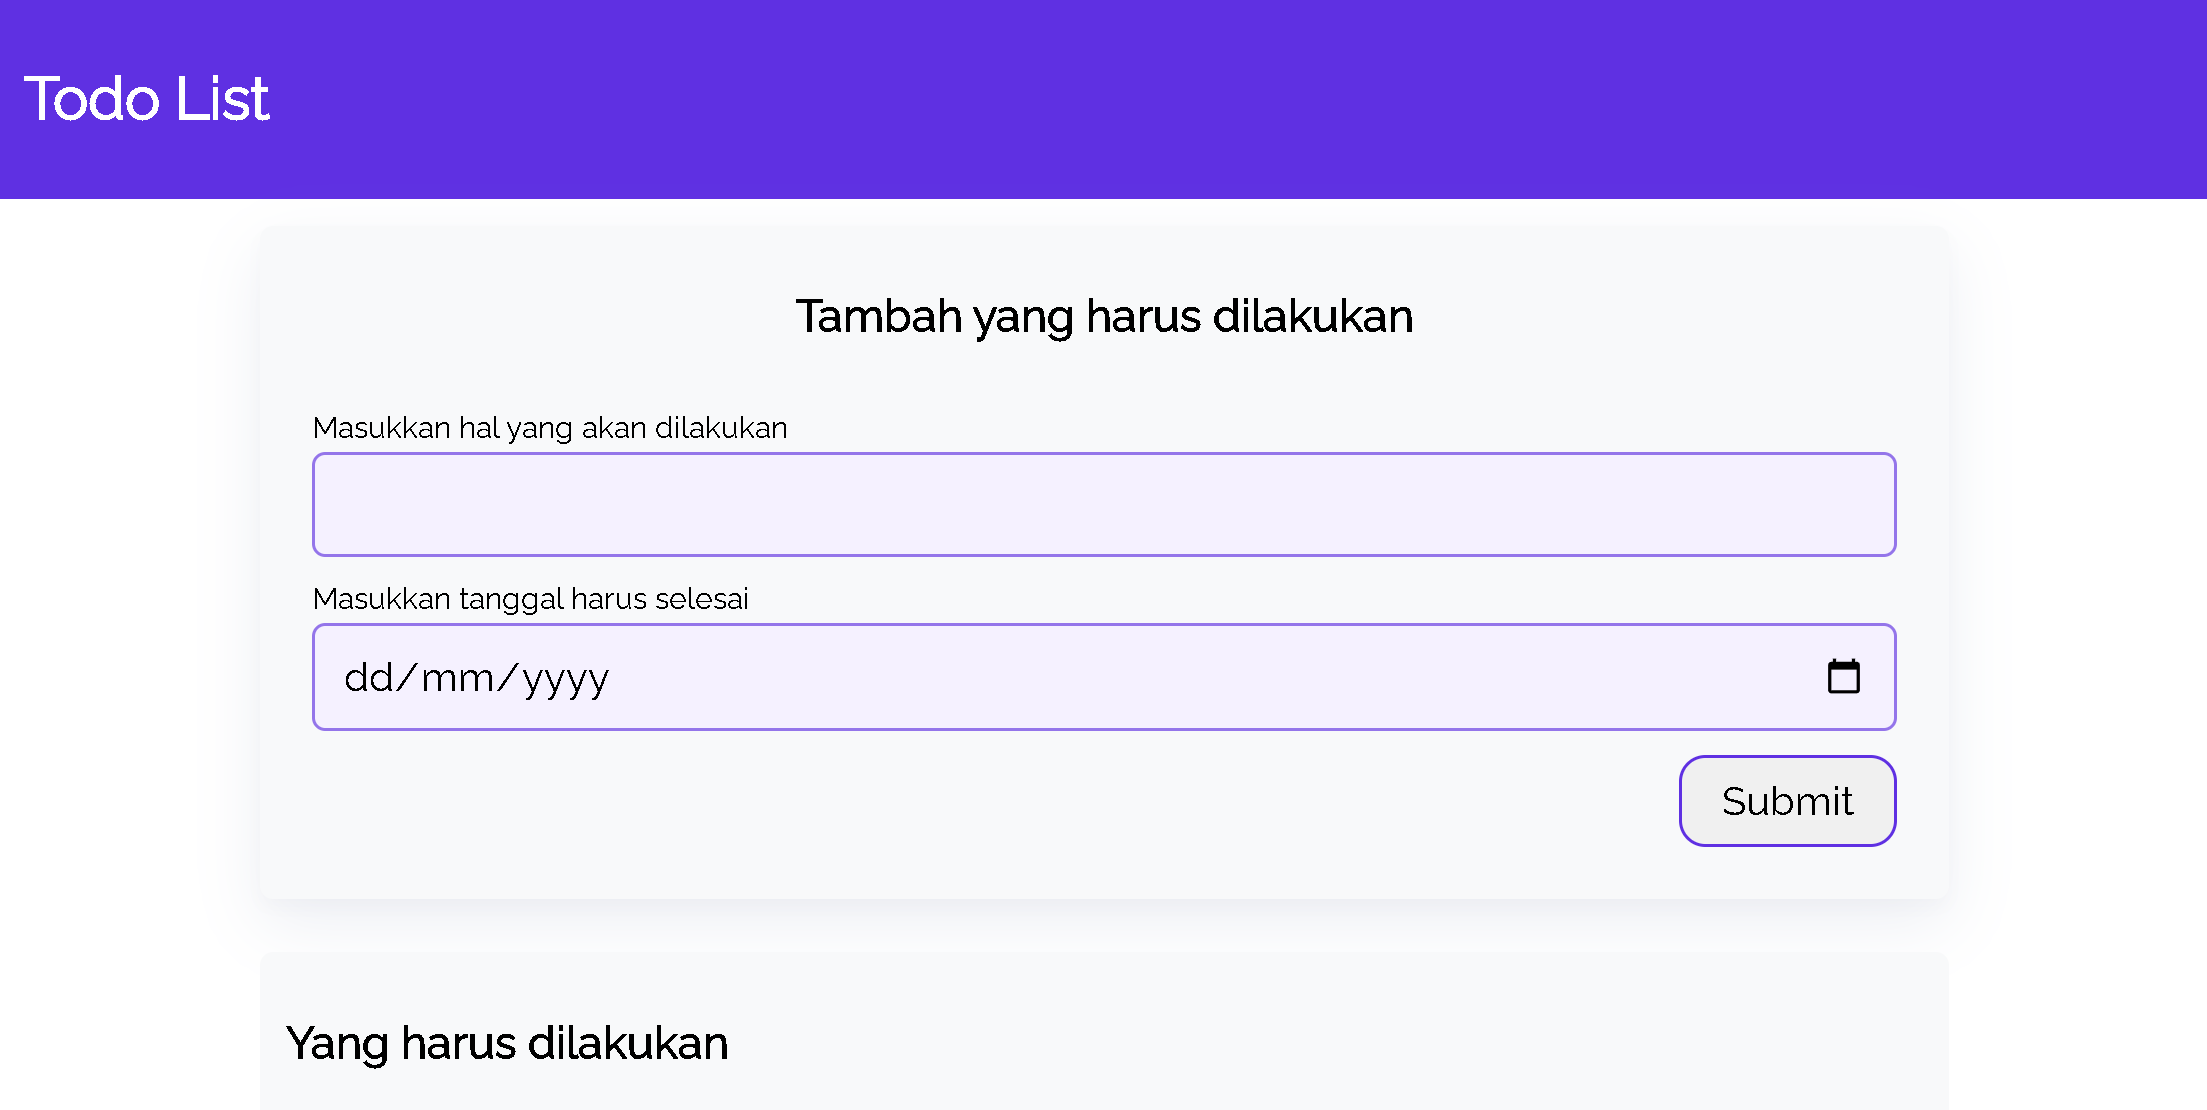 Todo List
Tambah yang harus dilakukan
Masukkan hal yang akan dilakukan
Masukkan tanggal harus selesai
dd/mm/yyyy
Submit
Yang harus dilakukan